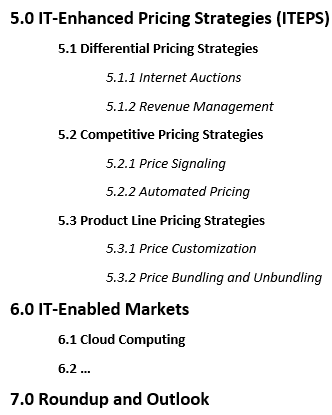 5.0 IT-Enhanced Pricing Strategies (ITEPS)
5.1 Differential Pricing Strategies
5.1.1 Internet Auctions
5.1.2 Revenue Management
5.2 Competitive Pricing Strategies
5.2.1 Price Signaling
5.2.2 Automated Pricing
5.3 Product Line Pricing Strategies
5.3.1 Price Customization
5.3.2 Price Bundling and Unbundling
6.0 IT-Enabled Markets
6.1 Cloud Computing
6.2 ...
7.0 Roundup and Outlook